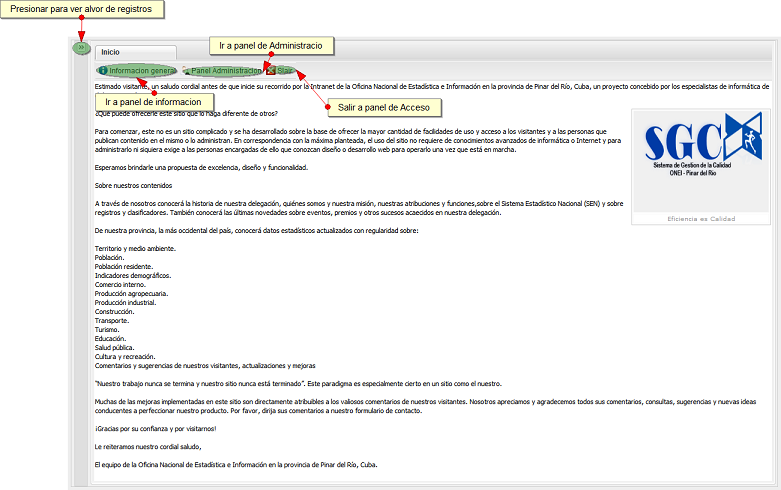 Presionar para ver alvor de registros
Ir a panel de Administracio
Inicio
Informacion general Panel Administracion Slair
Ir a panel de informacion
Salir a panel de Acceso
Estimado visitante, un saludo cordial antes de que inicie su recorrido por la Intranet de la Oficina Nacional de Estadística e Información en la provincia de Pinar del Río, Cuba, un proyecto concebido por los especialistas de informática de
¿Qué puede ofrecerle este sitio que lo haga diferente de otros?
Para comenzar, este no es un sitio complicado y se ha desarrollado sobre la base de ofrecer la mayor cantidad de facilidades de uso y acceso a los visitantes y a las personas que
publican contenido en el mismo o lo administran. En correspondencia con la máxima planteada, el uso del sitio no requiere de conocimientos avanzados de informática o Internet y para
administrarlo ni siquiera exige a las personas encargadas de ello que conozcan diseño o desarrollo web para operarlo una vez que está en marcha.
Esperamos brindarle una propuesta de excelencia, diseño y funcionalidad.
Sobre nuestros contenidos
A través de nosotros conocerá la historia de nuestra delegación, quiénes somos y nuestra misión, nuestras atribuciones y funciones,sobre el Sistema Estadístico Nacional (SEN) y sobre
registros y clasificadores. También conocerá las últimas novedades sobre eventos, premios y otros sucesos acaecidos en nuestra delegación.
SGC
Sistema de Gestion de la Calidad
ONEI - Pinar del Rio
Eficiencia es Calidad
De nuestra provincia, la más occidental del país, conocerá datos estadísticos actualizados con regularidad sobre:
Territorio y medio ambiente.
Población.
Población residente.
Indicadores demográficos.
Comercio interno.
Producción agropecuaria.
Producción industrial.
Construcción.
Transporte.
Turismo.
Educación.
Salud pública.
Cultura y recreación.
Comentarios y sugerencias de nuestros visitantes, actualizaciones y mejoras
“Nuestro trabajo nunca se termina y nuestro sitio nunca está terminado”. Este paradigma es especialmente cierto en un sitio como el nuestro.
Muchas de las mejoras implementadas en este sitio son directamente atribuibles a los valiosos comentarios de nuestros visitantes. Nosotros apreciamos y agradecemos todos sus comentarios, consultas, sugerencias y nuevas ideas
conducentes a perfeccionar nuestro producto. Por favor, dirija sus comentarios a nuestro formulario de contacto.
¡Gracias por su confianza y por visitarnos!
Le reiteramos nuestro cordial saludo,
El equipo de la Oficina Nacional de Estadística e Información en la provincia de Pinar del Río, Cuba.